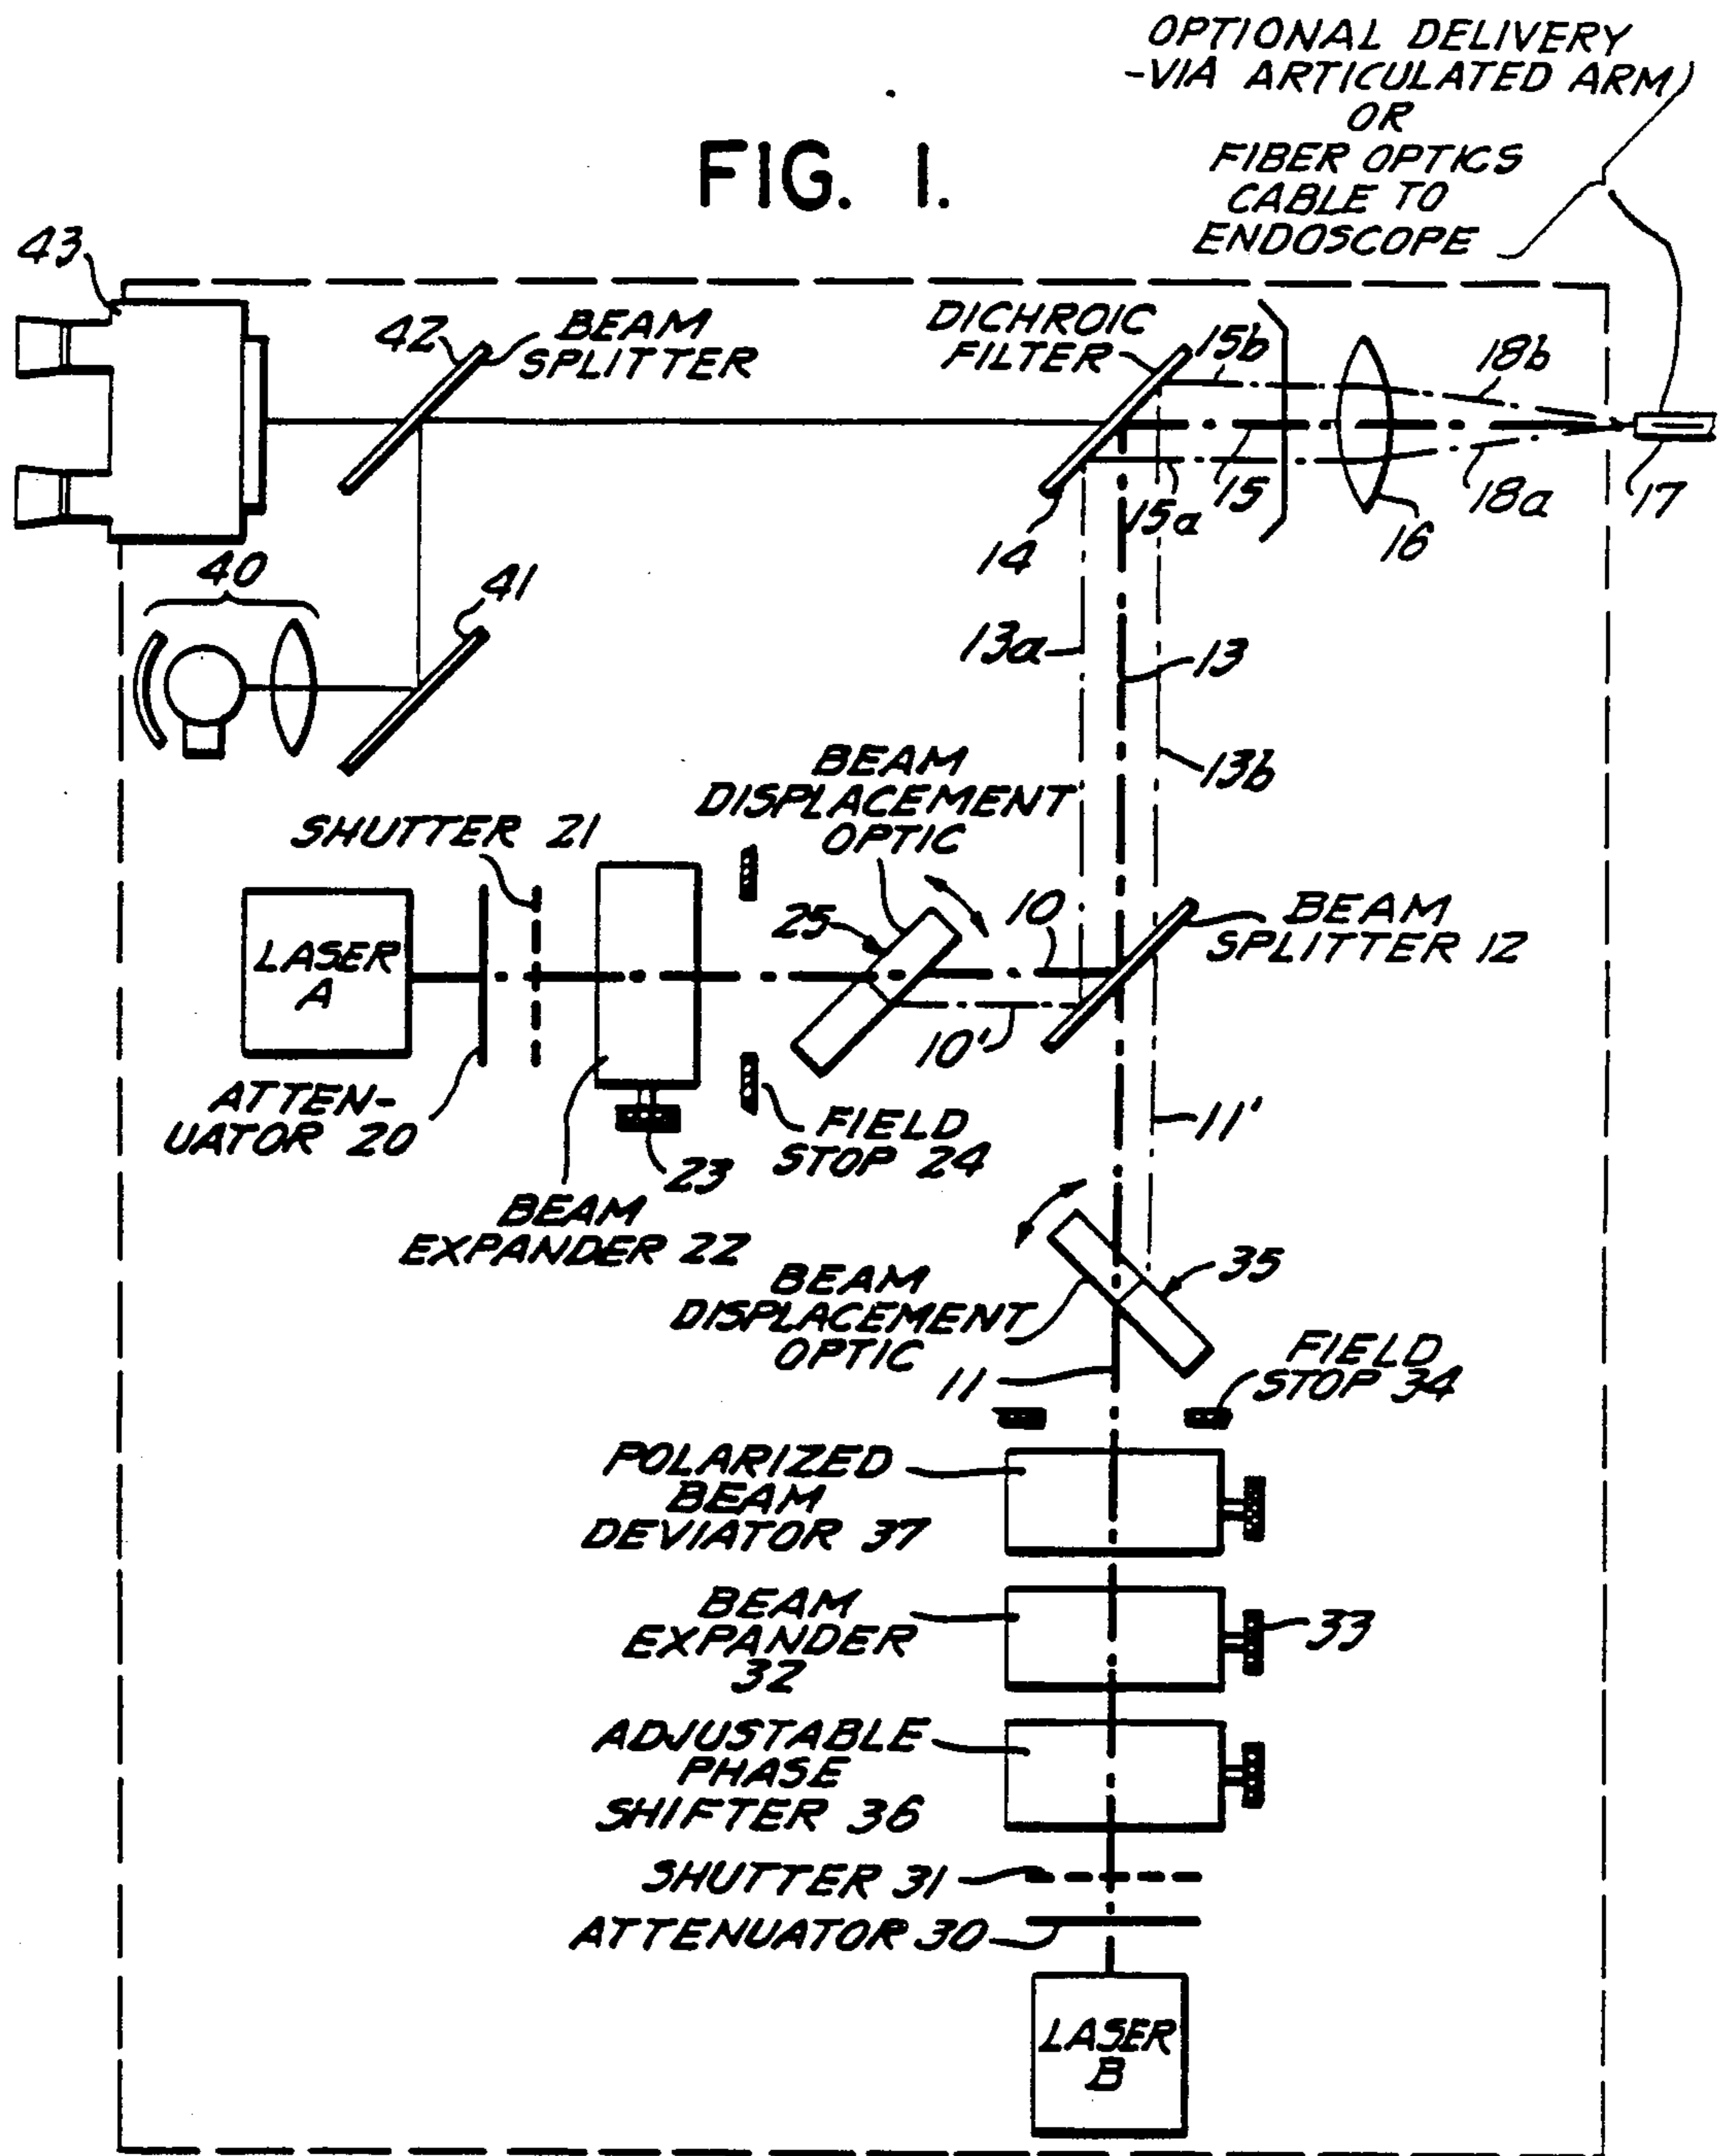 OPTIONAL DELIVERY
-VIA ARTICULATED ARM
OR
FIBER OPTICS
CABLE TO
ENDOSCOPE
FIG. 1.
43
42
BEAM
SPLITTER
DICHROIC
FILTER
15b
18b
14
15a
15
16
18a
17
40
41
13a
13
13b
BEAM
DISPLACEMENT
OPTIC
SHUTTER 21
25
10
BEAM
SPLITTER 12
LASER
A
10'
ATTEN-
UATOR 20
23
FIELD
STOP 24
11'
BEAM
EXPANDER 22
BEAM
DISPLACEMENT
OPTIC
35
11
FIELD
STOP 34
POLARIZED
BEAM
DEVIATOR 37
BEAM
EXPANDER
32
33
ADJUSTABLE
PHASE
SHIFTER 36
SHUTTER 31
ATTENUATOR 30
LASER
B